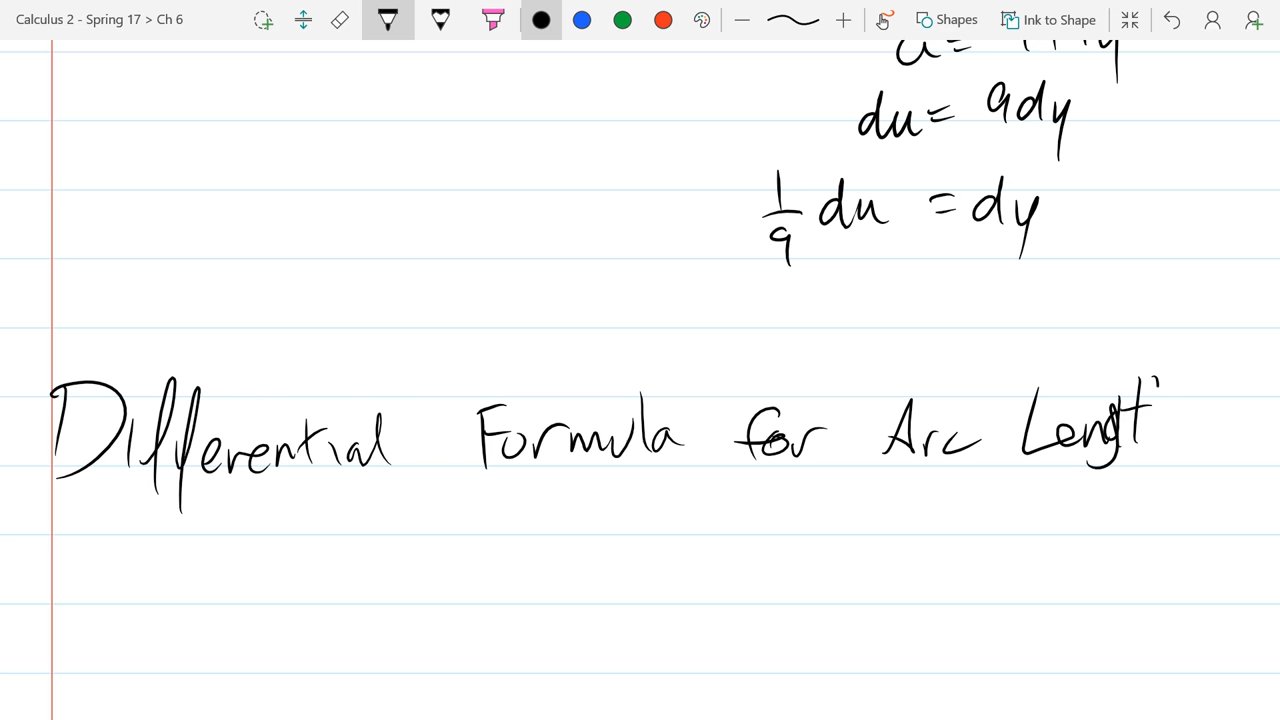 Calculus 2 - Spring 17 > Ch 6
Shapes
Ink to Shape
du = 9dy
1/9 du = dy
Differential Formula for Arc Lengt